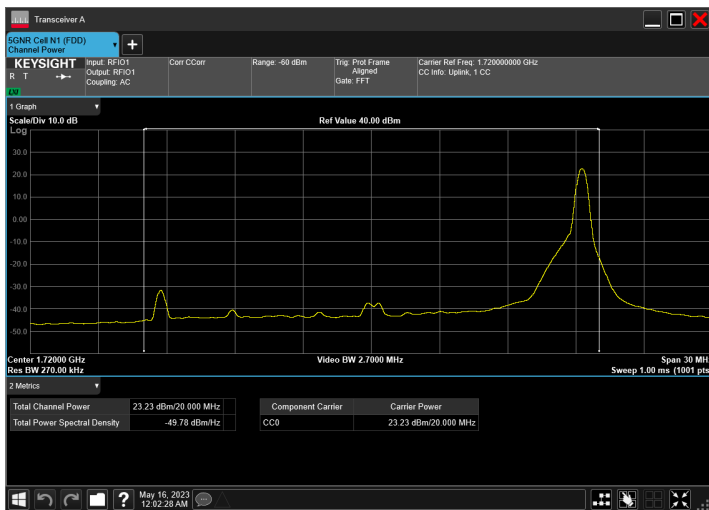 Transceiver A
5GNR Cell N1 (FDD)
Channel Power
KEYSIGHT
R T
LXI
Input: RFIO1
Output: RFIO1
Coupling: AC
Corr CCorr
Range: -60 dBm
Trig: Prot Frame
Aligned
Gate: FFT
Carrier Ref Freq: 1.720000000 GHz
CC Info: Uplink, 1 CC
1 Graph
Scale/Div 10.0 dB
Ref Value 40.00 dBm
Log
30.0
20.0
10.0
0.00
-10.0
-20.0
-30.0
-40.0
-50.0
Center 1.72000 GHz
Video BW 2.7000 MHz
Span 30 MH
Res BW 270.00 kHz
Sweep 1.00 ms (1001 pts
2 Metrics
Total Channel Power 23.23 dBm/20.000 MHz
Total Power Spectral Density -49.78 dBm/Hz
Component Carrier Carrier Power
CC0 23.23 dBm/20.000 MHz
May 16, 2023
12:02:28 AM